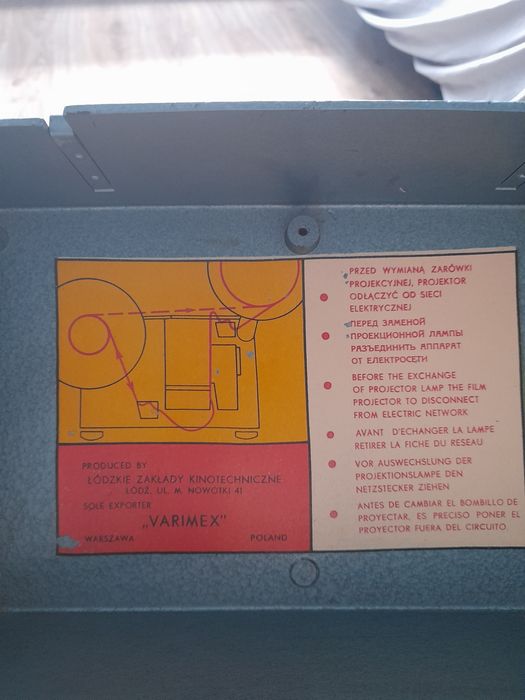 PRODUCED BY
ŁÓDZKIE ZAKŁADY KINOTECHNICZNE
ŁÓDŹ, UL. M. NOWOTKI 41
SOLE EXPORTER
„VARIMEX"
WARSZAWA POLAND
PRZED WYMIANĄ ŻARÓWKI
PROJEKCYJNEJ, PROJEKTOR
ODŁĄCZYĆ OD SIECI
ELEKTRYCZNEJ
ПЕРЕД ЗАМЕНОЙ
ПРОЕКЦИОННОЙ ЛАМПЫ
РАЗЪЕДИНИТЬ АППАРАТ
ОТ ЕЛЕКТРОСЕТИ
BEFORE THE EXCHANGE
OF PROJECTOR LAMP THE FILM
PROJECTOR TO DISCONNECT
FROM ELECTRIC NETWORK
AVANT D'ECHANGER LA LAMPE
RETIRER LA FICHE DU RESEAU
VOR AUSWECHSLUNG DER
PROJEKTIONSLAMPE DEN
NETZSTECKER ZIEHEN
ANTES DE CAMBIAR EL BOMBILLO DE
PROYECTAR, ES PRECISO PONER EL
PROYECTOR FUERA DEL CIRCUITO